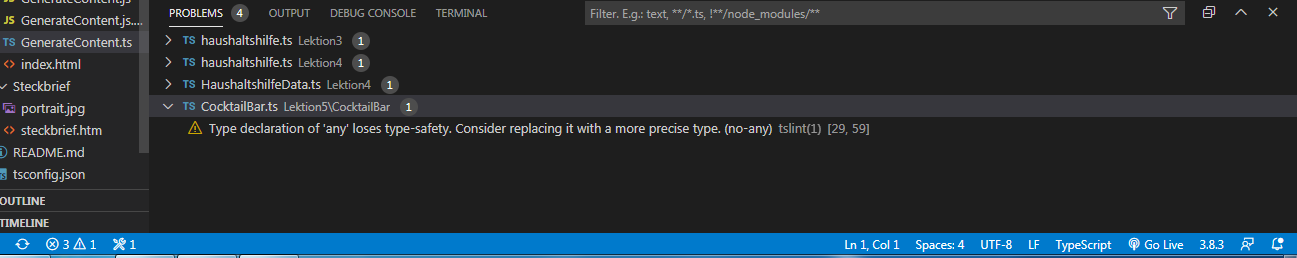 JS GenerateContent.js
JS GenerateContent.js....
TS GenerateContent.ts
<> index.html
Steckbrief
portrait.jpg
<> steckbrief.htm
README.md
tsconfig.json
OUTLINE
TIMELINE
PROBLEMS 4 OUTPUT DEBUG CONSOLE TERMINAL
Filter. E.g.: text, **/*.ts, !**/node_modules/**
TS haushaltshilfe.ts Lektion3 1
TS haushaltshilfe.ts Lektion4 1
TS HaushaltshilfeData.ts Lektion4 1
TS CocktailBar.ts Lektion5\CocktailBar 1
Type declaration of 'any' loses type-safety. Consider replacing it with a more precise type. (no-any) tslint(1) [29, 59]
3 1 1 Ln 1, Col 1 Spaces: 4 UTF-8 LF TypeScript Go Live 3.8.3